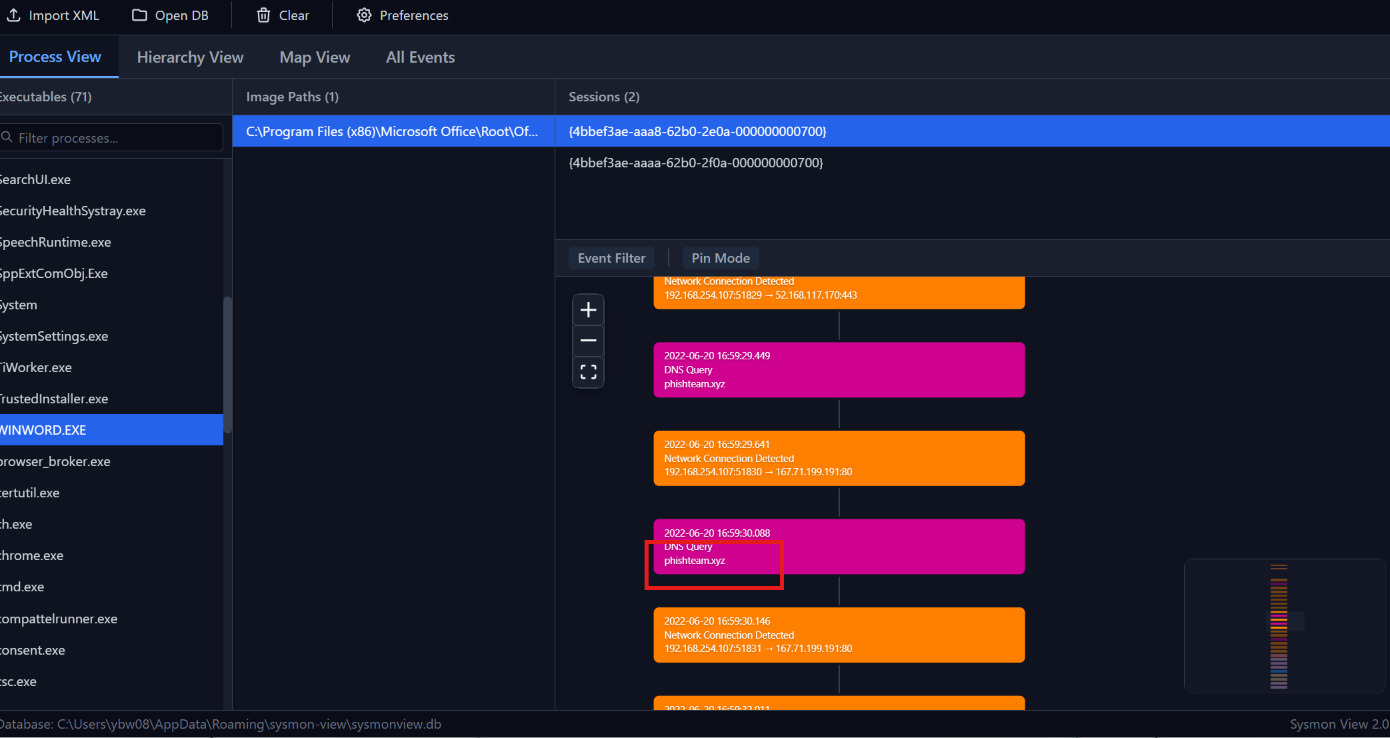 Import XML
Open DB
Clear
Preferences
Process View
Hierarchy View
Map View
All Events
Executables (71)
Image Paths (1)
Sessions (2)
Filter processes...
C:\Program Files (x86)\Microsoft Office\Root\Of...
{4bbef3ae-aaa8-62b0-2e0a-000000000700}
{4bbef3ae-aaaa-62b0-2f0a-000000000700}
SearchUI.exe
SecurityHealthSystray.exe
SpeechRuntime.exe
SppExtComObj.Exe
System
SystemSettings.exe
TiWorker.exe
TrustedInstaller.exe
WINWORD.EXE
browser_broker.exe
certutil.exe
ch.exe
chrome.exe
cmd.exe
compattelrunner.exe
consent.exe
csc.exe
Event Filter
Pin Mode
Network Connection Detected
192.168.254.107:51829 → 52.168.117.170:443
2022-06-20 16:59:29.449
DNS Query
phishteam.xyz
2022-06-20 16:59:29.641
Network Connection Detected
192.168.254.107:51830 → 167.71.199.191:80
2022-06-20 16:59:30.088
DNS Query
phishteam.xyz
2022-06-20 16:59:30.146
Network Connection Detected
192.168.254.107:51831 → 167.71.199.191:80
2022-06-20 16:59:32.011
Database: C:\Users\ybw08\AppData\Roaming\sysmon-view\sysmonview.db
Sysmon View 2.0